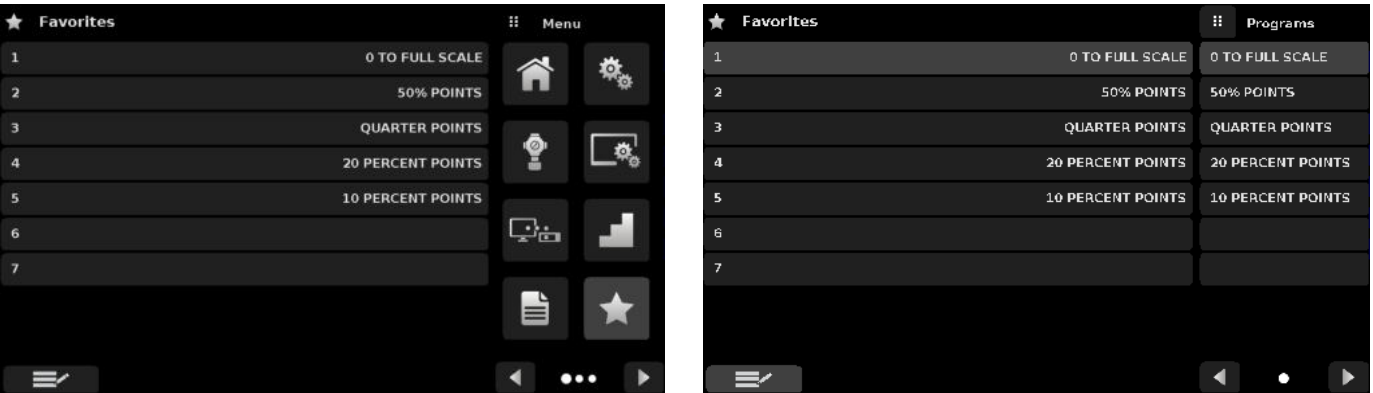 Favorites
Menu
1 0 TO FULL SCALE
2 50% POINTS
3 QUARTER POINTS
4 20 PERCENT POINTS
5 10 PERCENT POINTS
6
7
Favorites
Programs
1 0 TO FULL SCALE 0 TO FULL SCALE
2 50% POINTS 50% POINTS
3 QUARTER POINTS QUARTER POINTS
4 20 PERCENT POINTS 20 PERCENT POINTS
5 10 PERCENT POINTS 10 PERCENT POINTS
6
7